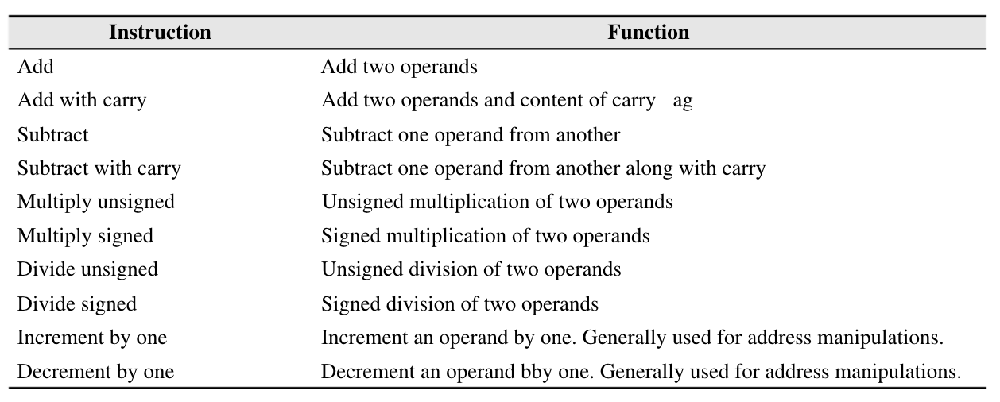 Instruction Function
Add Add two operands
Add with carry Add two operands and content of carry ag
Subtract Subtract one operand from another
Subtract with carry Subtract one operand from another along with carry
Multiply unsigned Unsigned multiplication of two operands
Multiply signed Signed multiplication of two operands
Divide unsigned Unsigned division of two operands
Divide signed Signed division of two operands
Increment by one Increment an operand by one. Generally used for address manipulations.
Decrement by one Decrement an operand bby one. Generally used for address manipulations.